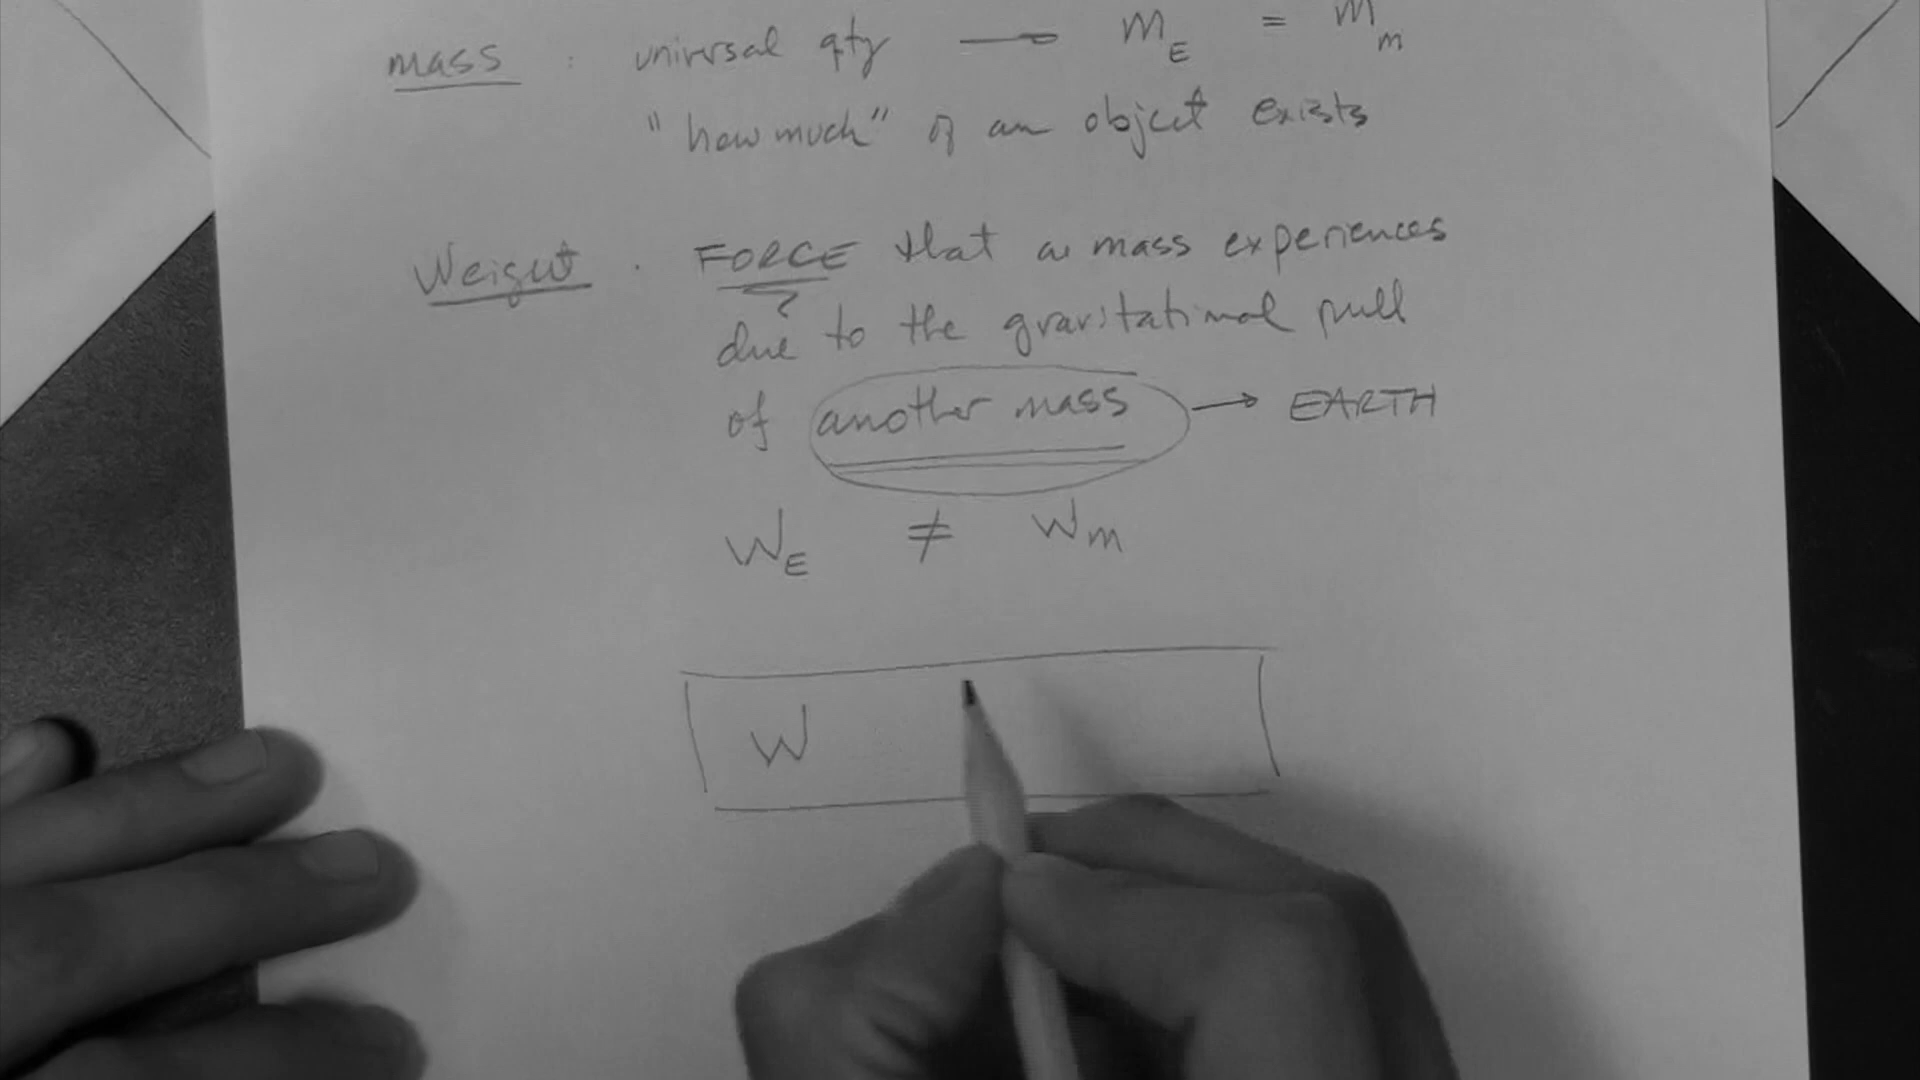 mass : universal qty → m_E = m_m
"how much" of an object exists
Weight . FORCE that a mass experiences
due to the gravitational pull
of another mass → EARTH
W_E ≠ W_m
W